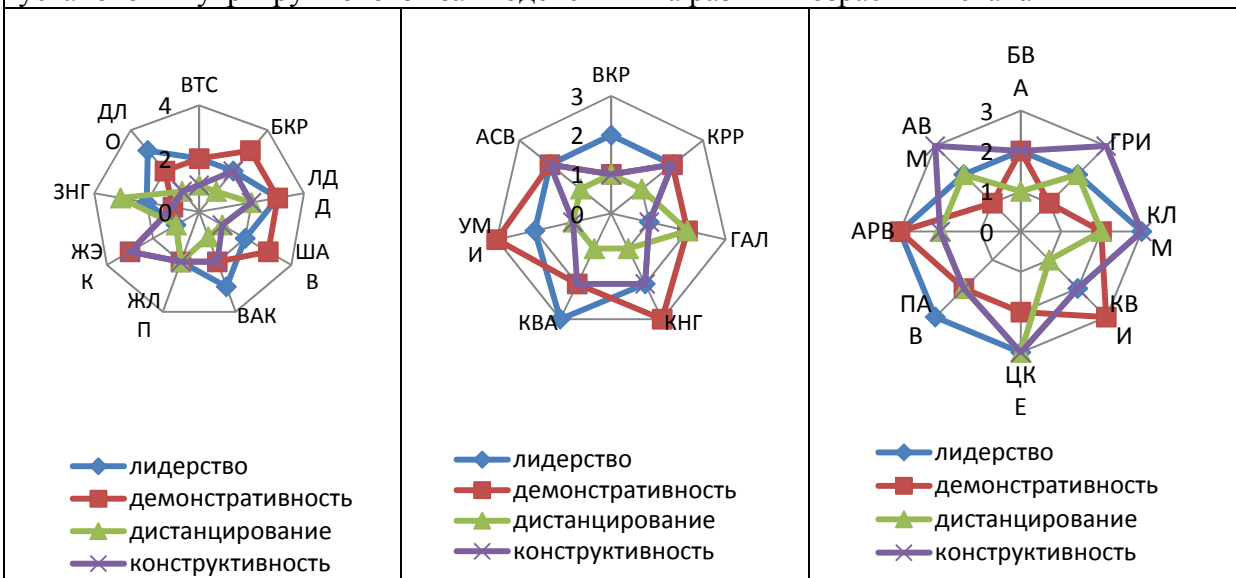 ВТС
4
ДЛ
О
БКР
2
ЗНГ
ЛД
Д
0
ЖЭ
К
ША
В
ЖЛ
П
ВАК
лидерство
демонстративность
дистанцирование
конструктивность
ВКР
3
АСВ
2
КРР
1
0
УМ
И
ГАЛ
КВА
КНГ
лидерство
демонстративность
дистанцирование
конструктивность
БВ
А
3
АВ
М
2
ГРИ
1
АРВ
0
КЛ
М
ПА
В
КВ
И
ЦК
Е
лидерство
демонстративность
дистанцирование
конструктивность